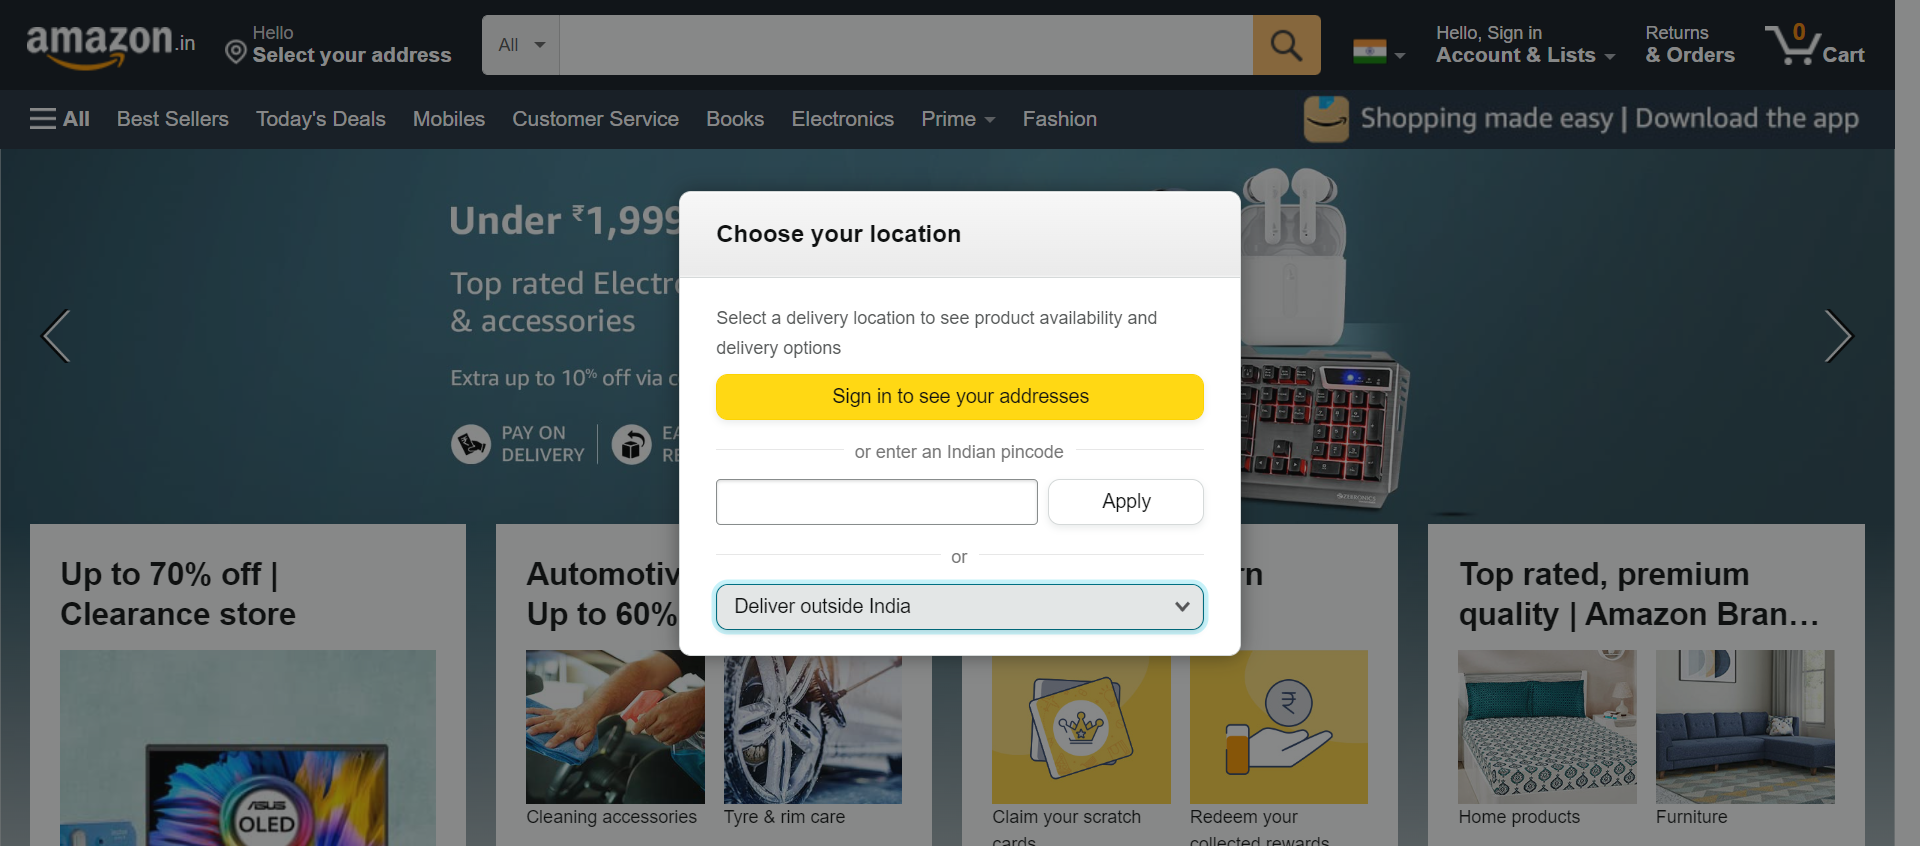 amazon.in
Hello
Select your address
All
Hello, Sign in
Account & Lists
Returns
& Orders
0
Cart
All
Best Sellers
Today's Deals
Mobiles
Customer Service
Books
Electronics
Prime
Fashion
Shopping made easy | Download the app
Under ₹1,999
Top rated Electr
& accessories
Extra up to 10% off via c
PAY ON
DELIVERY
EA
RE
Choose your location
Select a delivery location to see product availability and
delivery options
Sign in to see your addresses
or enter an Indian pincode
Apply
or
Deliver outside India
Up to 70% off |
Clearance store
ASUS
OLED
Automotiv
Up to 60%
Cleaning accessories
Tyre & rim care
rn
Claim your scratch
cards
₹
Redeem your
collected rewards
Top rated, premium
quality | Amazon Bran…
Home products
Furniture